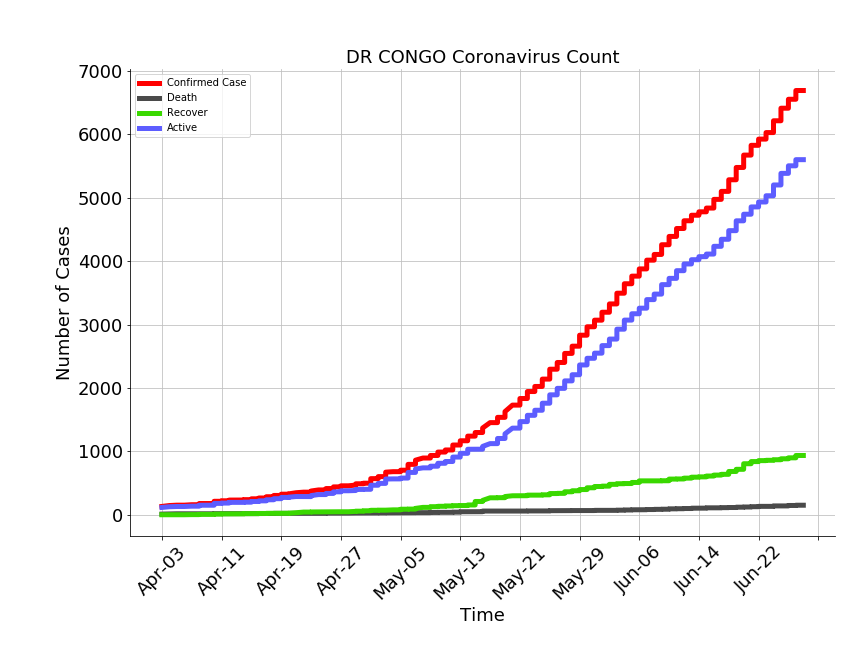 DR CONGO Coronavirus Count
Confirmed Case
Death
Recover
Active
7000
6000
5000
4000
3000
2000
1000
0
Number of Cases
Apr-03
Apr-11
Apr-19
Apr-27
May-05
May-13
May-21
May-29
Jun-06
Jun-14
Jun-22
Time